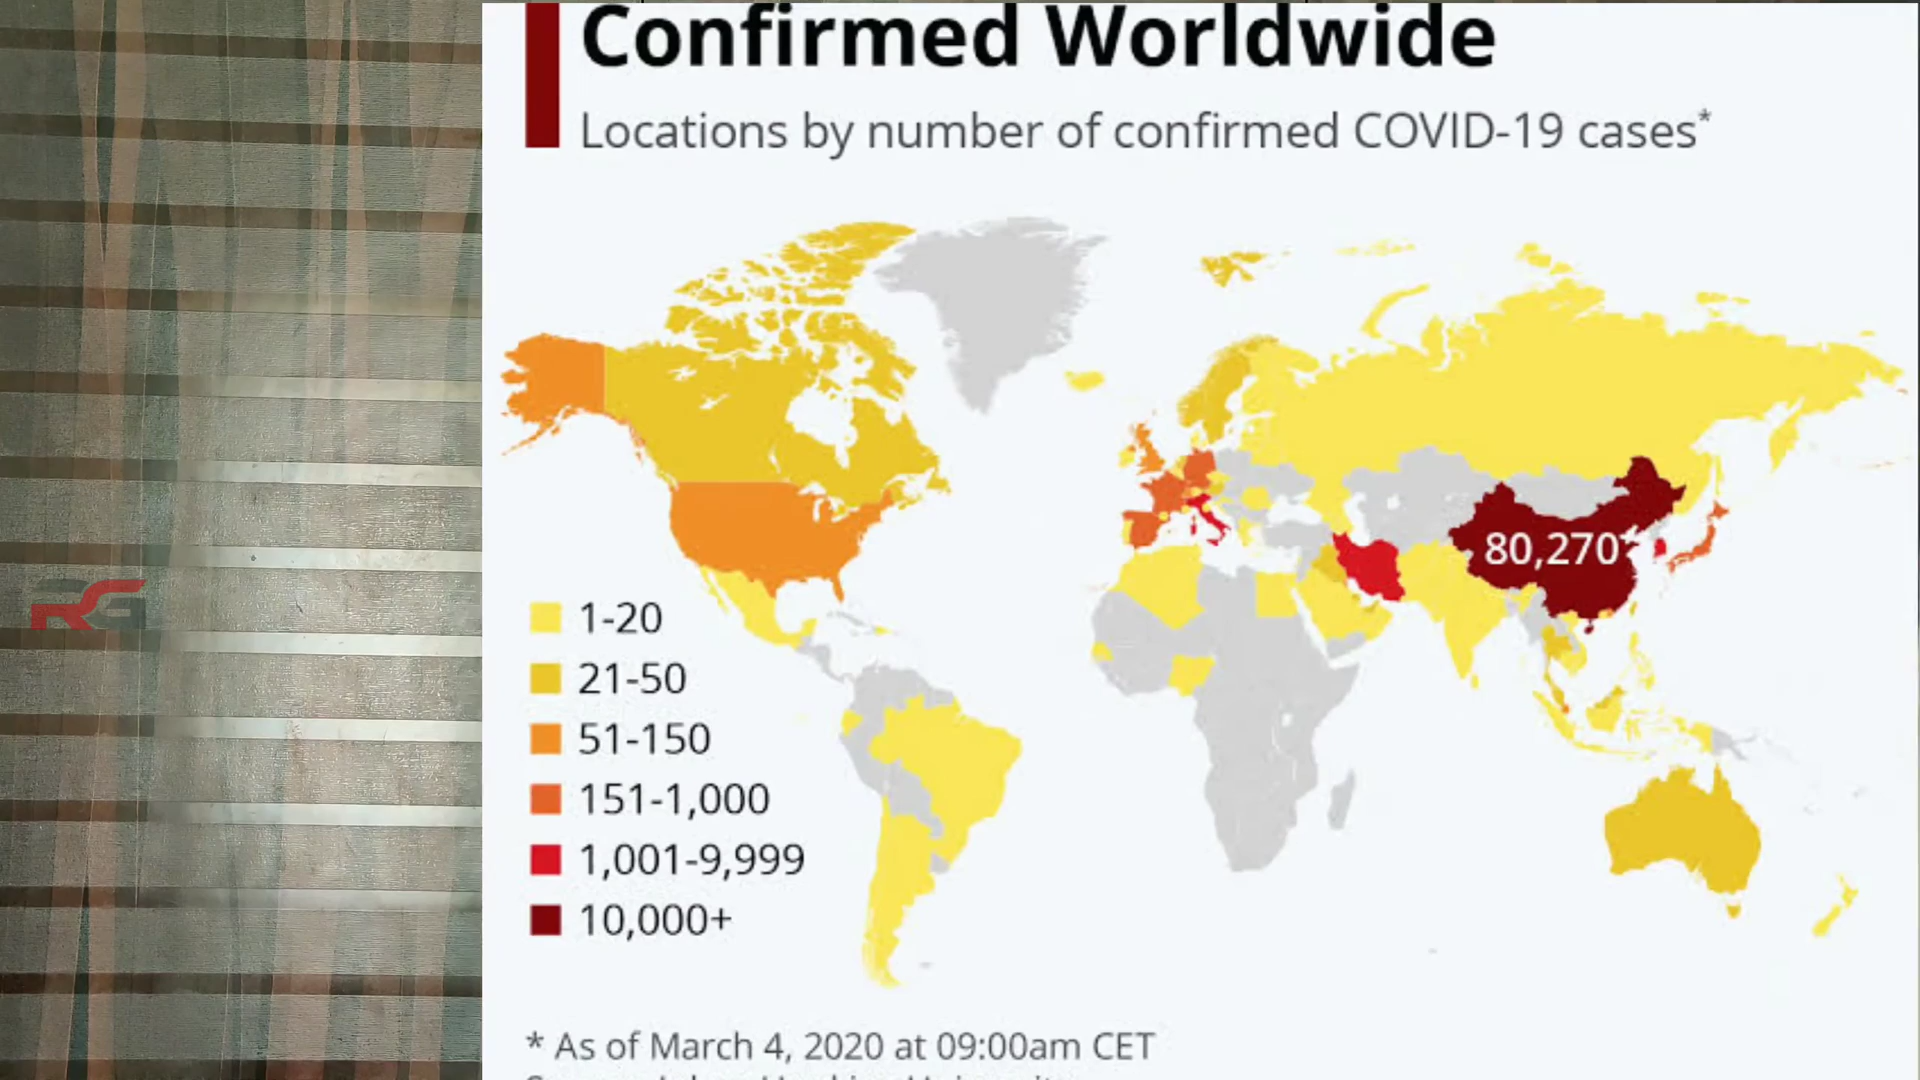 Confirmed Worldwide
Locations by number of confirmed COVID-19 cases*
80,270*
1-20
21-50
51-150
151-1,000
1,001-9,999
10,000+
RG
* As of March 4, 2020 at 09:00am CET